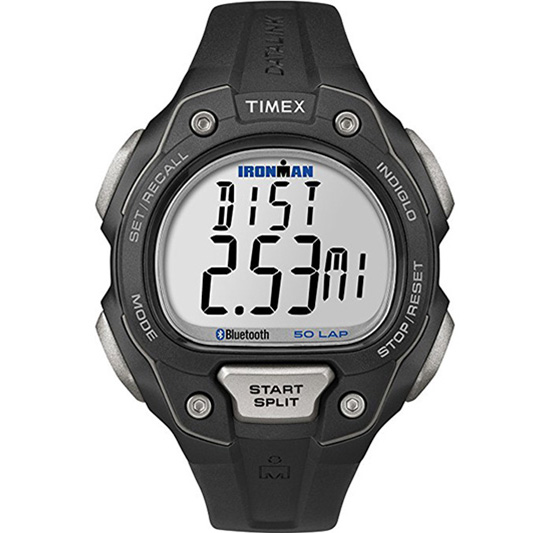 DATALINK
TIMEX
SET/RECALL
INDIGLO
IRONMAN
DIST
2.53MI
MODE
STOP/RESET
Bluetooth
50 LAP
START
SPLIT